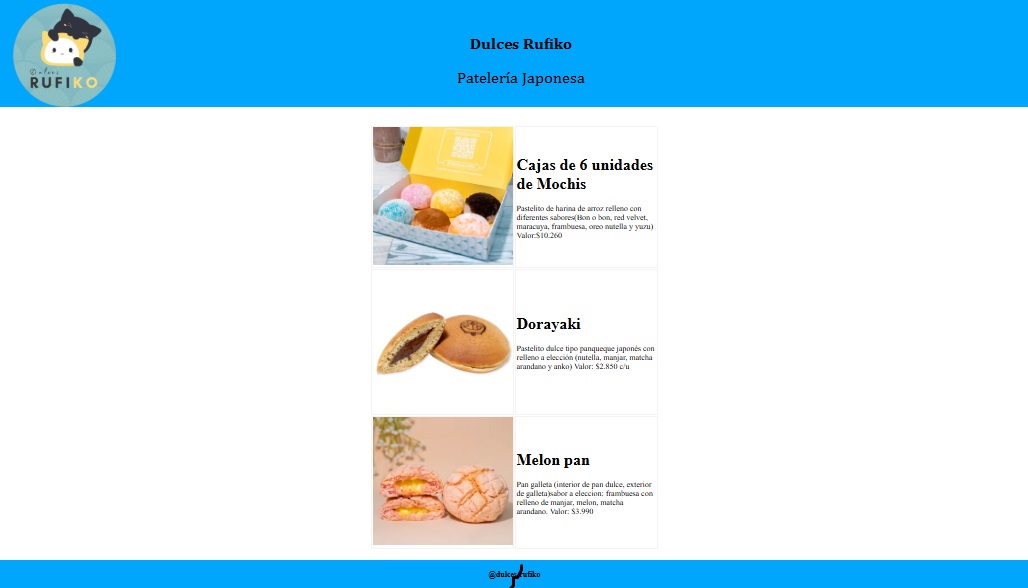 Dulces
RUFIKO
Dulces Rufiko
Patelería Japonesa
Cajas de 6 unidades
de Mochis
Pastelito de harina de arroz relleno con
diferentes sabores(Bon o bon, red velvet,
maracuya, frambuesa, oreo nutella y yuzu)
Valor:$10.260
Dorayaki
Pastelito dulce tipo panqueque japonés con
relleno a elección (nutella, manjar, matcha
arandano y anko) Valor: $2.850 c/u
Melon pan
Pan galleta (interior de pan dulce, exterior
de galleta)sabor a eleccion: frambuesa con
relleno de manjar, melon, matcha
arandano. Valor: $3.990
@dulces rufiko